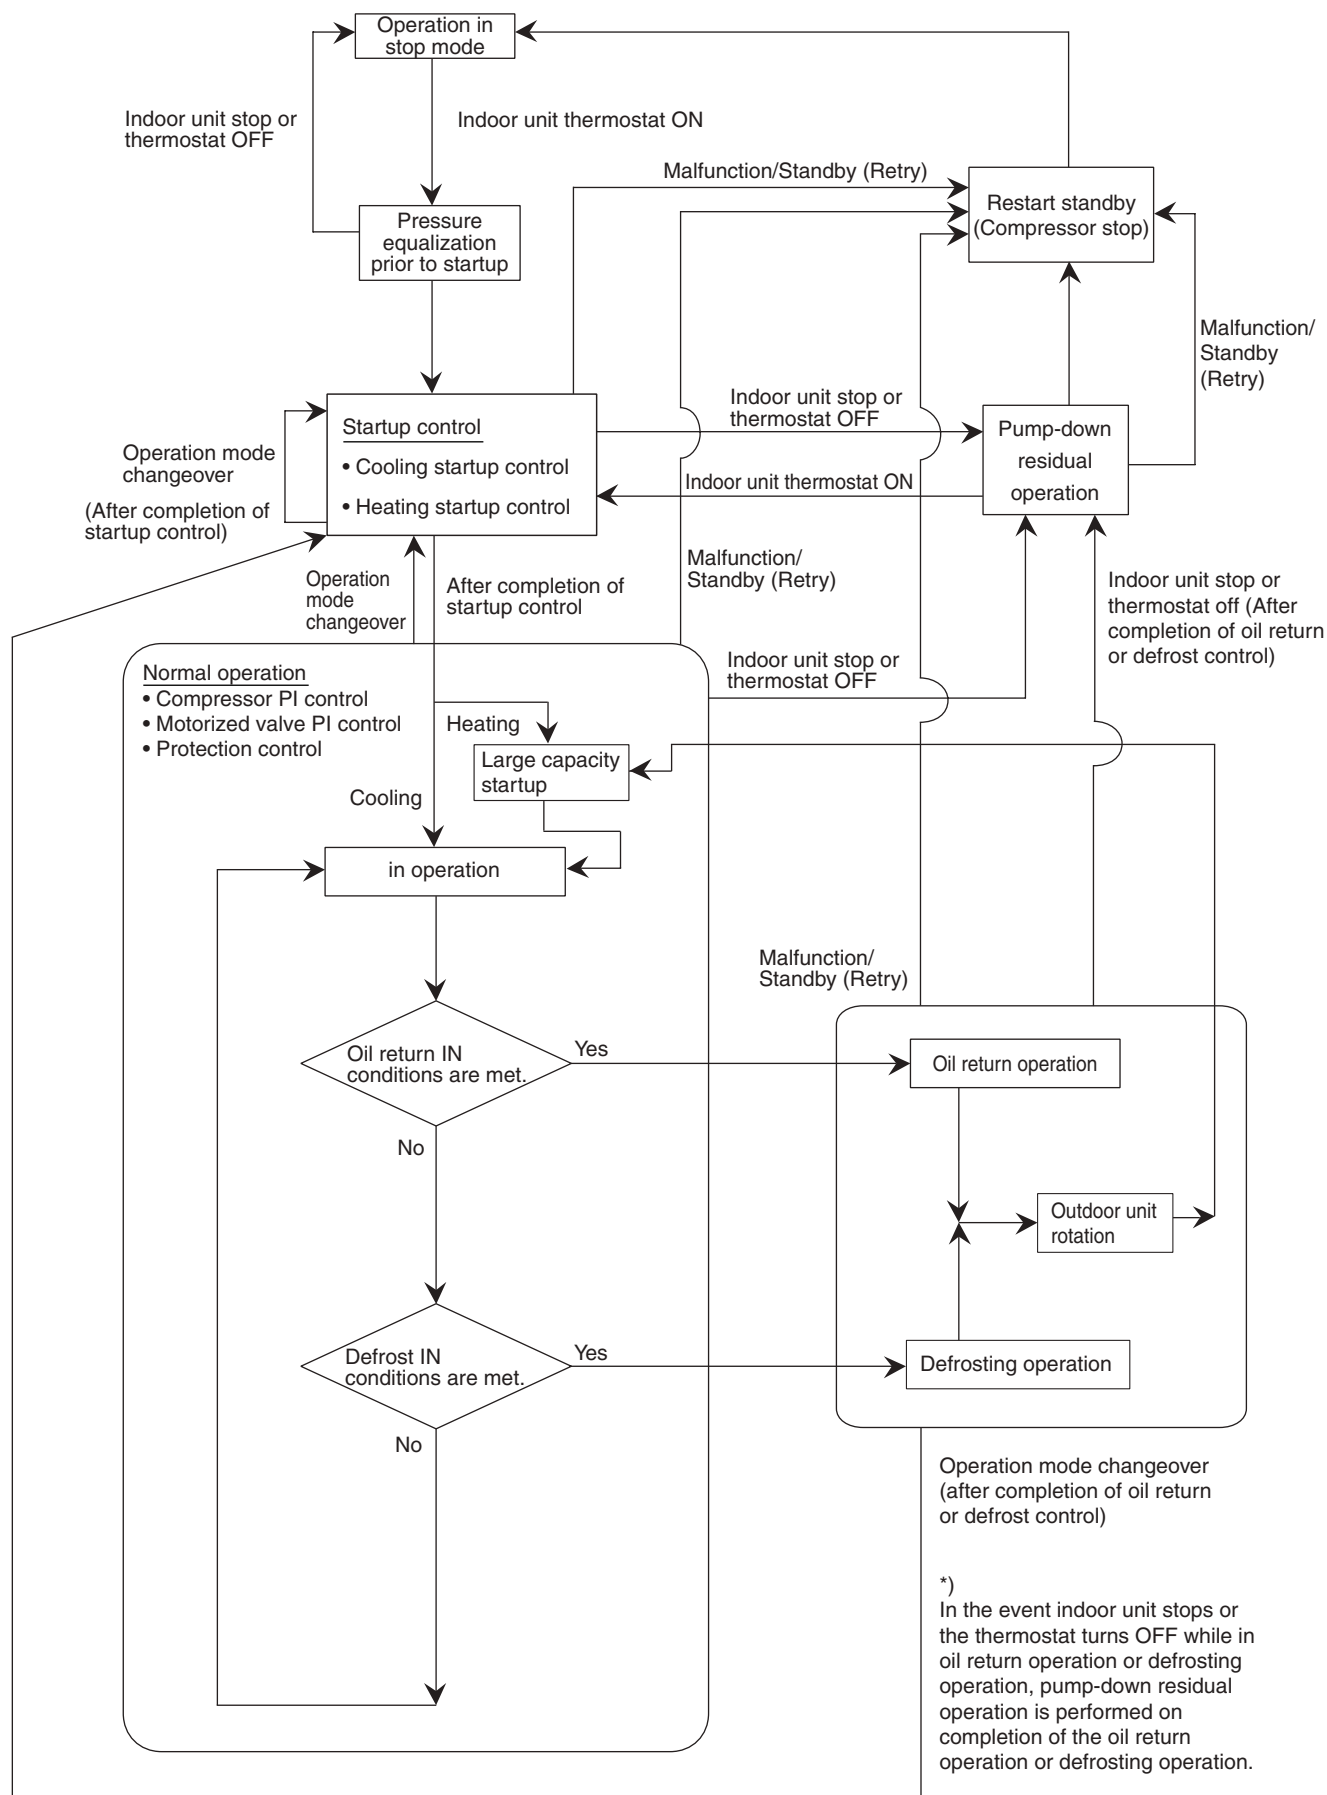 Operation in
stop mode
Indoor unit stop or
thermostat OFF
Indoor unit thermostat ON
Malfunction/Standby (Retry)
Restart standby
(Compressor stop)
Pressure
equalization
prior to startup
Malfunction/
Standby
(Retry)
Indoor unit stop or
thermostat OFF
Startup control
• Cooling startup control
• Heating startup control
Operation mode
changeover
(After completion of
startup control)
Pump-down
residual
operation
Indoor unit thermostat ON
Operation
mode
changeover
After completion of
startup control
Malfunction/
Standby (Retry)
Indoor unit stop or
thermostat off (After
completion of oil return
or defrost control)
Indoor unit stop or
thermostat OFF
Normal operation
• Compressor PI control
• Motorized valve PI control
• Protection control
Heating
Large capacity
startup
Cooling
in operation
Malfunction/
Standby (Retry)
Oil return IN
conditions are met.
Yes
No
Oil return operation
Outdoor unit
rotation
Defrost IN
conditions are met.
Yes
No
Defrosting operation
Operation mode changeover
(after completion of oil return
or defrost control)
*)
In the event indoor unit stops or
the thermostat turns OFF while in
oil return operation or defrosting
operation, pump-down residual
operation is performed on
completion of the oil return
operation or defrosting operation.